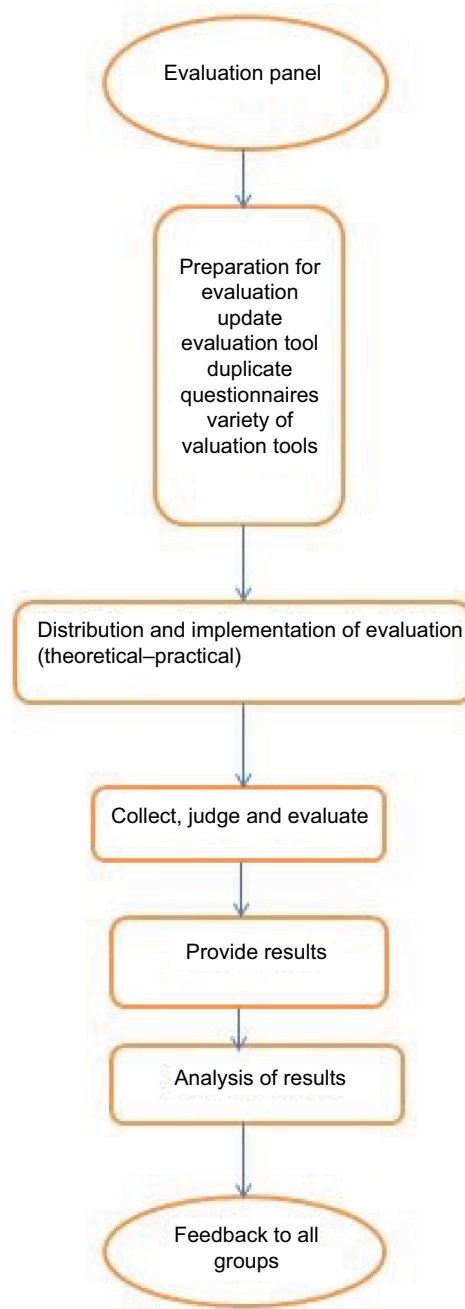 Evaluation panel
Preparation for
evaluation
update
evaluation tool
duplicate
questionnaires
variety of
valuation tools
Distribution and implementation of evaluation
(theoretical–practical)
Collect, judge and evaluate
Provide results
Analysis of results
Feedback to all
groups